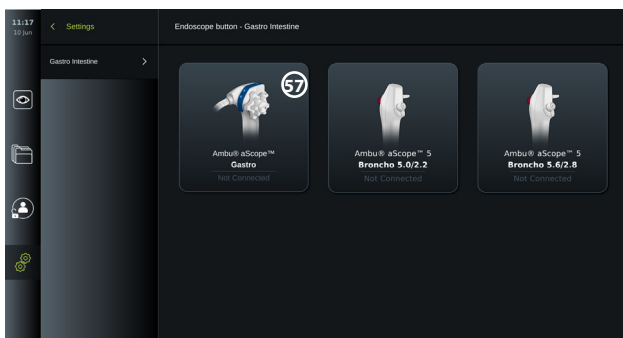 11:17
10 Jun
Settings
Endoscope button - Gastro Intestine
Gastro Intestine
57
Ambu® aScope™
Gastro
Not Connected
Ambu® aScope™ 5
Broncho 5.0/2.2
Not Connected
Ambu® aScope™ 5
Broncho 5.6/2.8
Not Connected